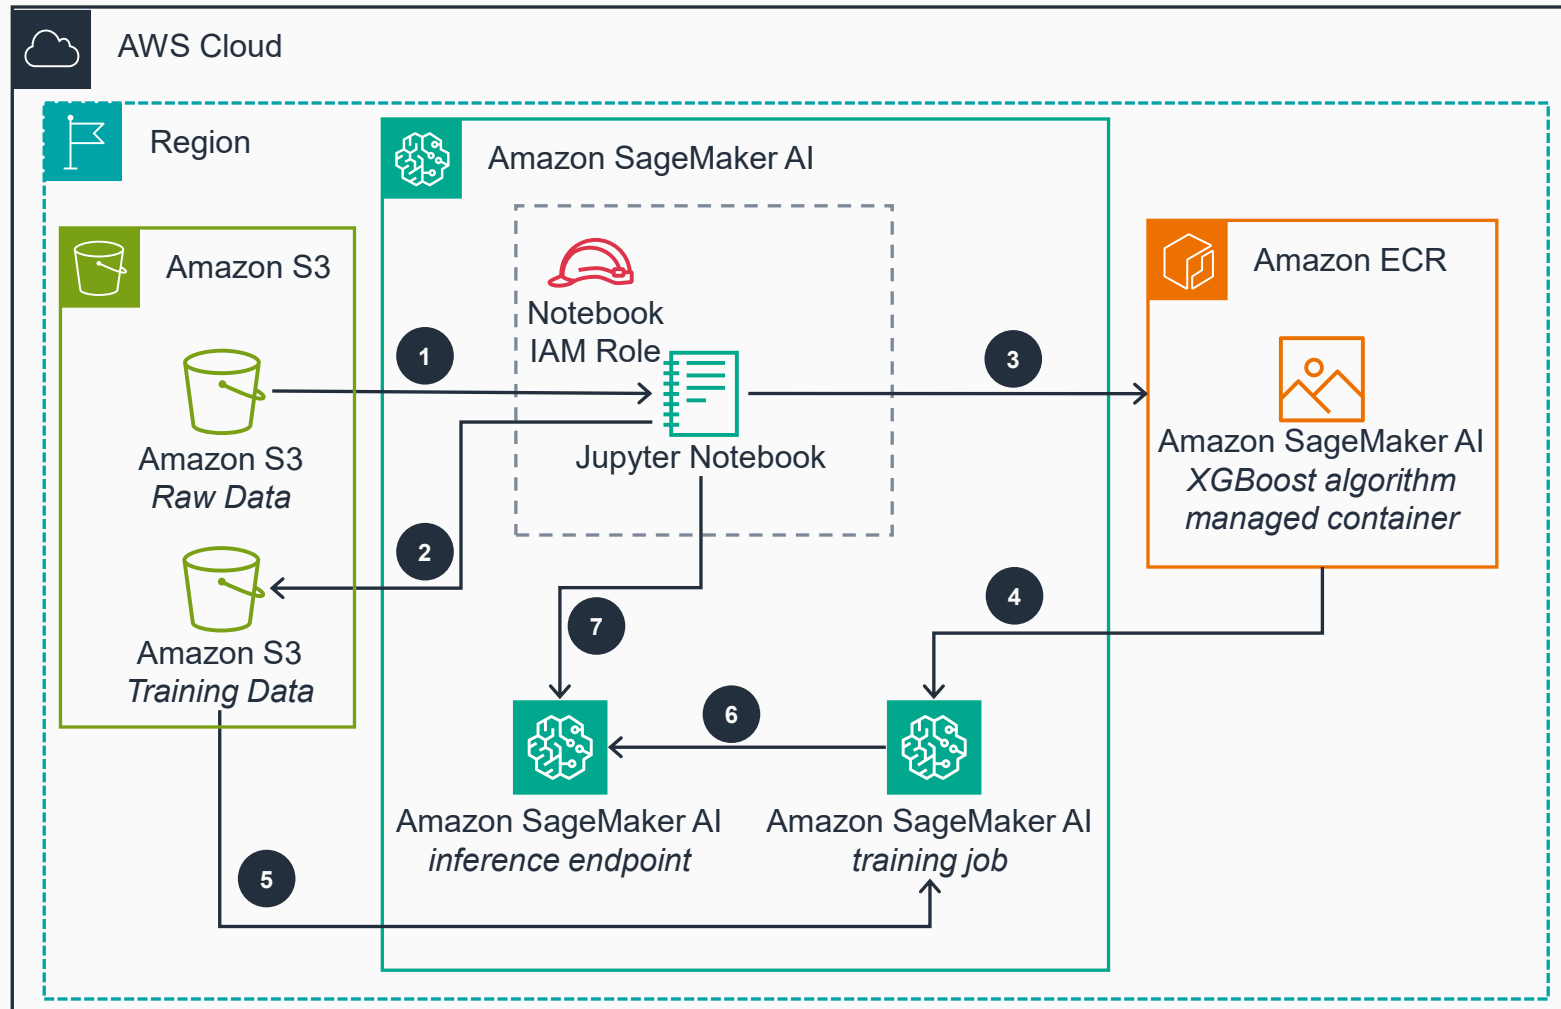 AWS Cloud
Region
Amazon SageMaker AI
Amazon S3
Notebook
IAM Role
Amazon ECR
1
3
Amazon S3
Raw Data
Jupyter Notebook
Amazon SageMaker AI
XGBoost algorithm
managed container
2
4
7
Amazon S3
Training Data
6
Amazon SageMaker AI
inference endpoint
Amazon SageMaker AI
training job
5